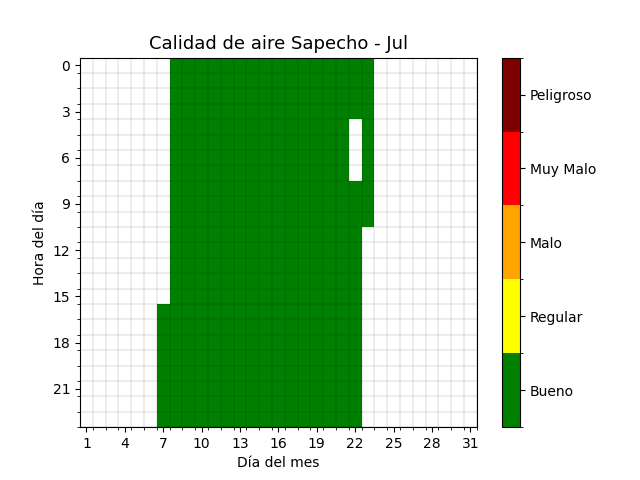 Calidad de aire Sapecho - Jul
Hora del día
0
3
6
9
12
15
18
21
1 4 7 10 13 16 19 22 25 28 31
Día del mes
Peligroso
Muy Malo
Malo
Regular
Bueno